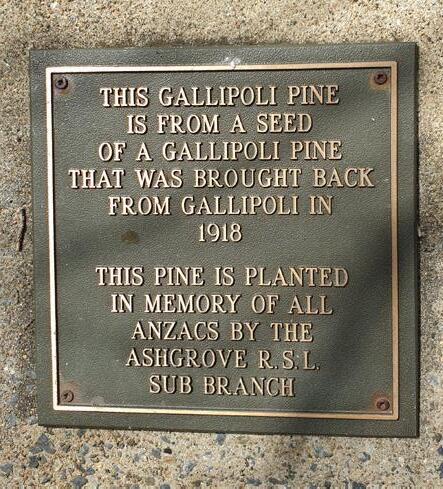 THIS GALLIPOLI PINE
IS FROM A SEED
OF A GALLIPOLI PINE
THAT WAS BROUGHT BACK
FROM GALLIPOLI IN
1918
THIS PINE IS PLANTED
IN MEMORY OF ALL
ANZACS BY THE
ASHGROVE R.S.L.
SUB BRANCH